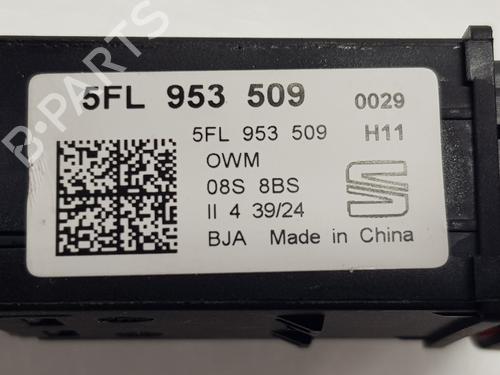 5FL 953 509 0029
5FL 953 509 H11
OWM
08S 8BS
II 4 39/24
BJA Made in China
B-PARTS